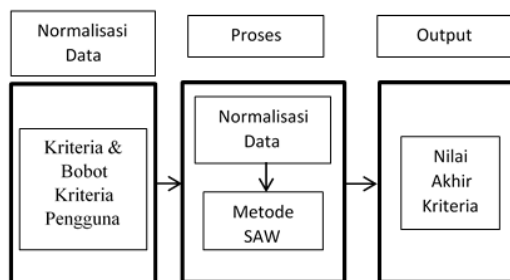 Normalisasi
Data
Proses
Output
Kriteria &
Bobot
Kriteria
Pengguna
Normalisasi
Data
Metode
SAW
Nilai
Akhir
Kriteria